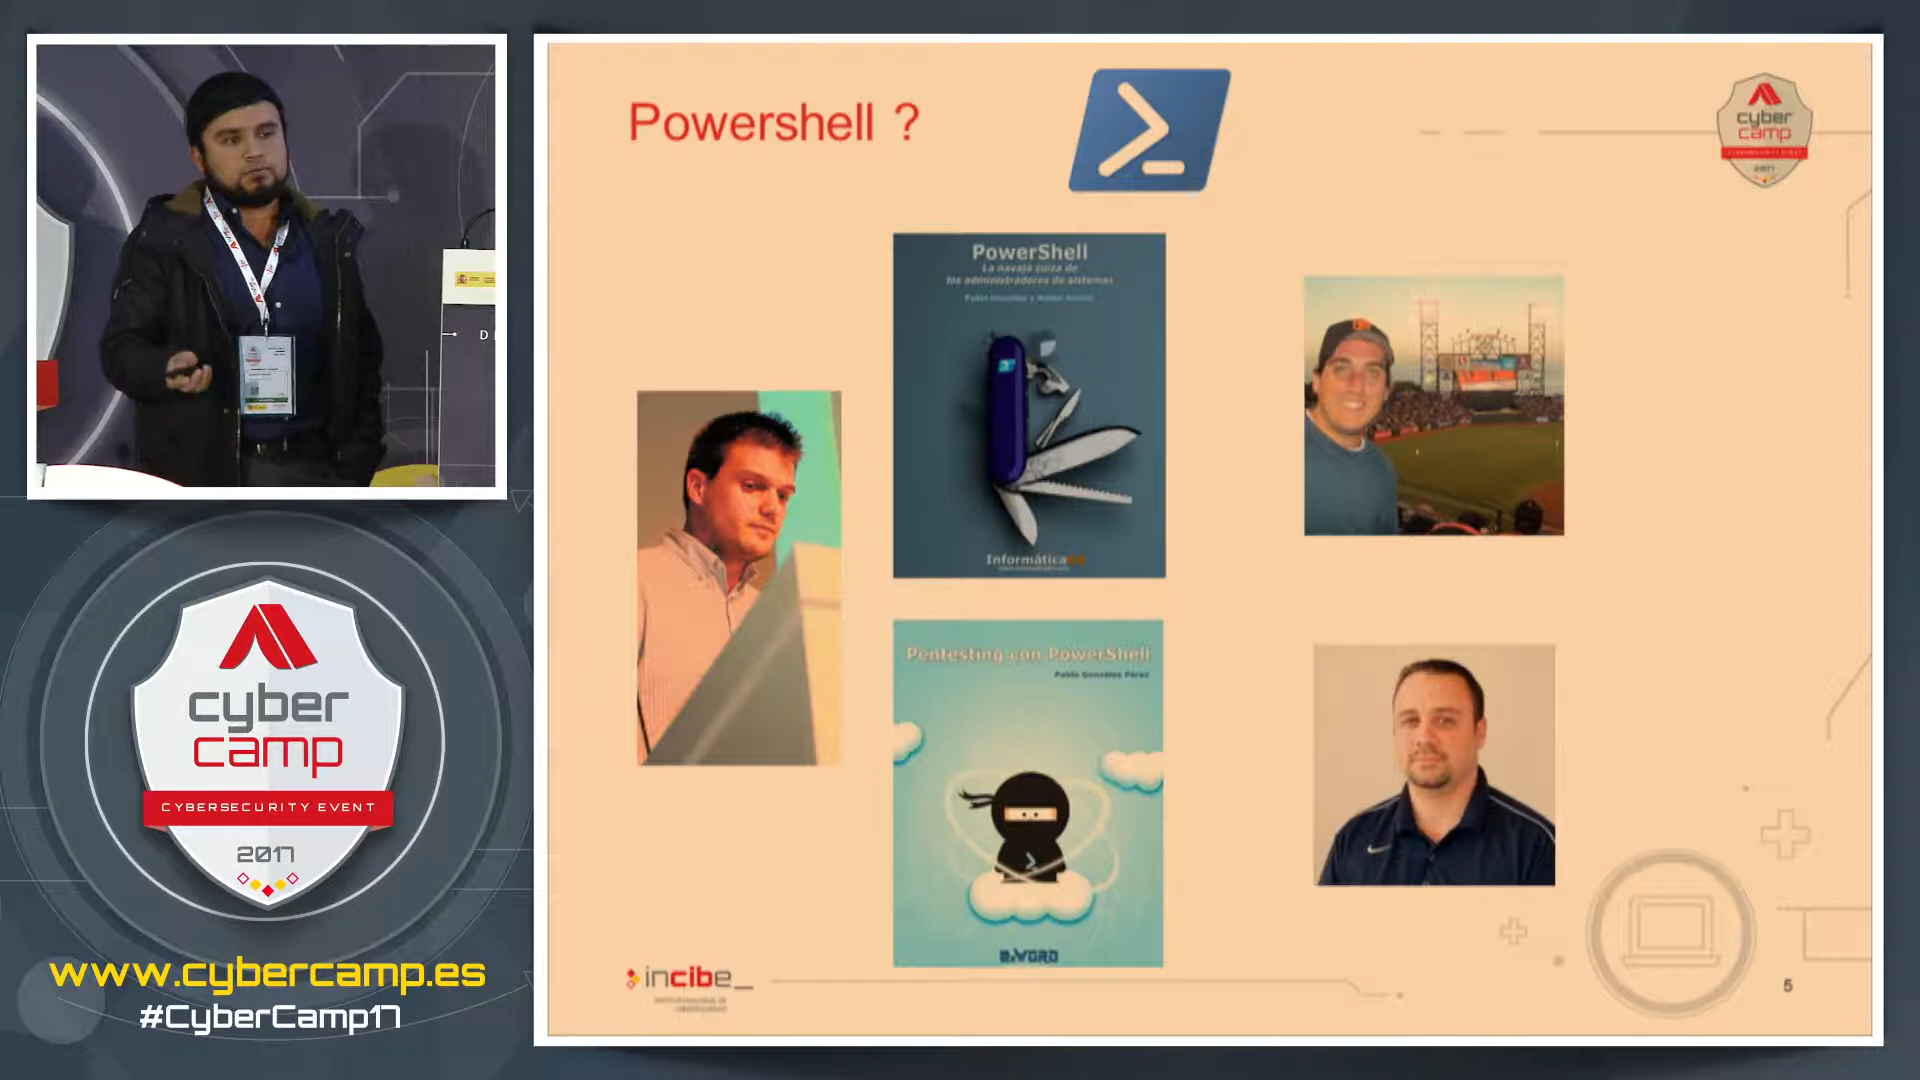 Powershell ?
cyber
camp
2017
PowerShell
La navaja suiza de
los administradores de sistemas
Informática
Pentesting con PowerShell
Pablo González Pérez
0xWORD
incibe_
5
D
cyber
camp
CYBERSECURITY EVENT
2017
www.cybercamp.es
#CyberCamp17